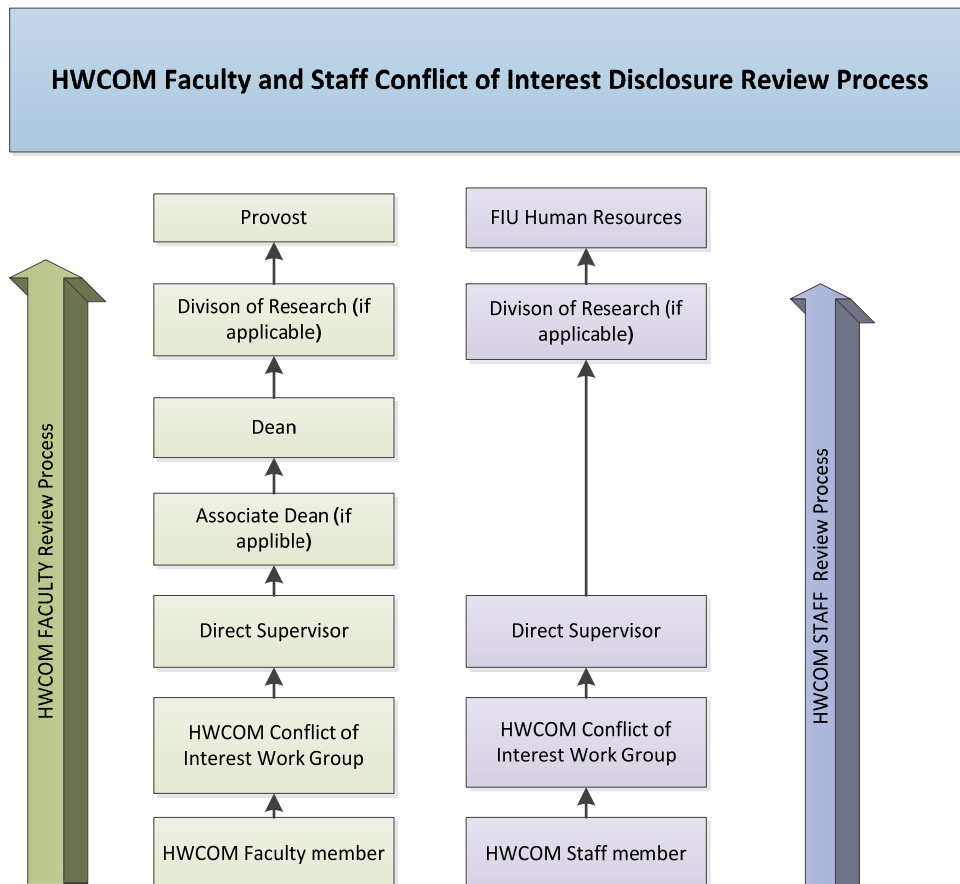 HWCOM Faculty and Staff Conflict of Interest Disclosure Review Process
Provost
Divison of Research (if
applicable)
Dean
Associate Dean (if
applible)
Direct Supervisor
HWCOM Conflict of
Interest Work Group
HWCOM Faculty member
FIU Human Resources
Divison of Research (if
applicable)
Direct Supervisor
HWCOM Conflict of
Interest Work Group
HWCOM Staff member
HWCOM FACULTY Review Process
HWCOM STAFF  Review Process